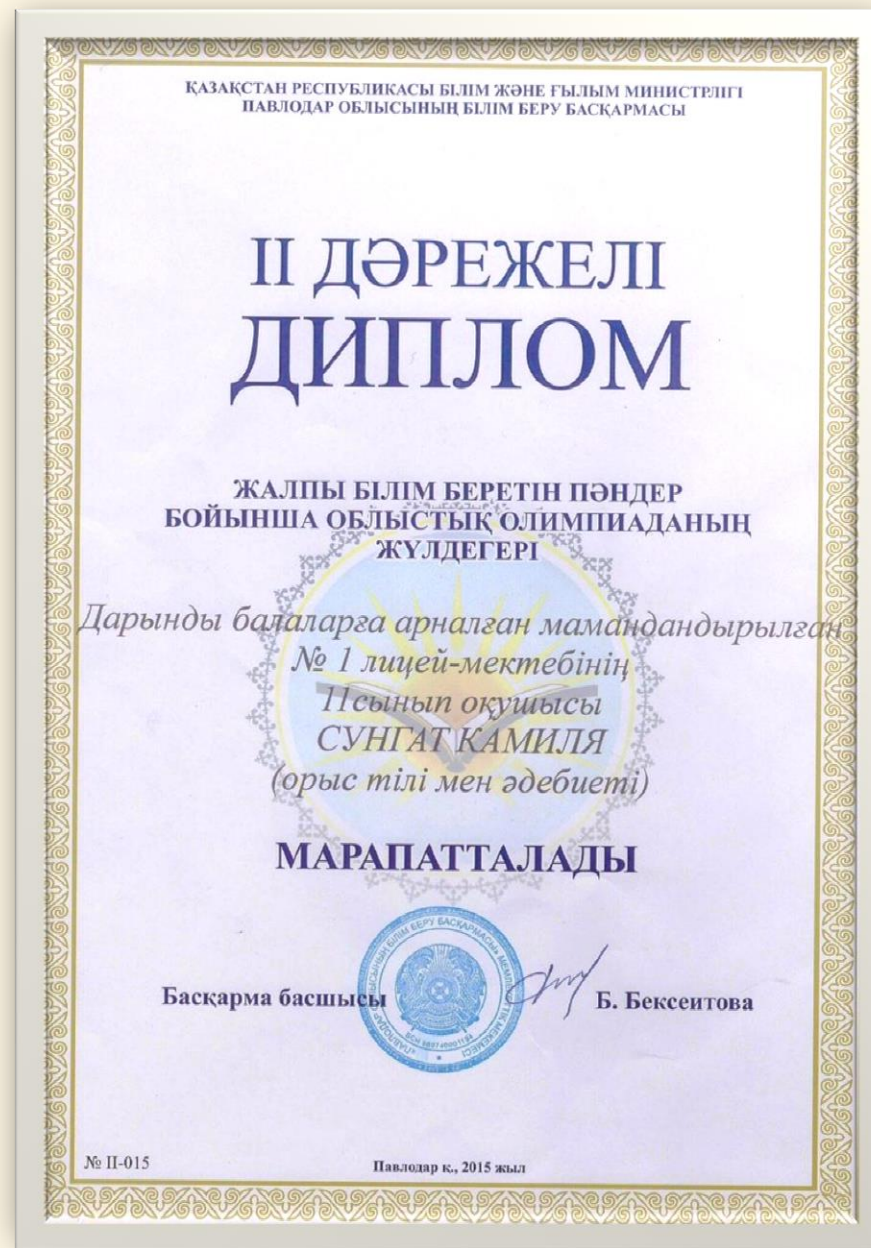 ҚАЗАҚСТАН РЕСПУБЛИКАСЫ БІЛІМ ЖӘНЕ ҒЫЛЫМ МИНИСТРЛІГІ
ПАВЛОДАР ОБЛЫСЫНЫҢ БІЛІМ БЕРУ БАСҚАРМАСЫ
II ДӘРЕЖЕЛІ
ДИПЛОМ
ЖАЛПЫ БІЛІМ БЕРЕТІН ПӘНДЕР
БОЙЫНША ОБЛЫСТЫҚ ОЛИМПИАДАНЫҢ
ЖҮЛДЕГЕРІ
Дарынды балаларға арналған мамандандырылған
№ 1 лицей-мектебінің
11сынып оқушысы
СУНГАТ КАМИЛЯ
(орыс тілі мен әдебиеті)
МАРАПАТТАЛАДЫ
Басқарма басшысы Б. Бексеитова
№ II-015
Павлодар қ., 2015 жыл